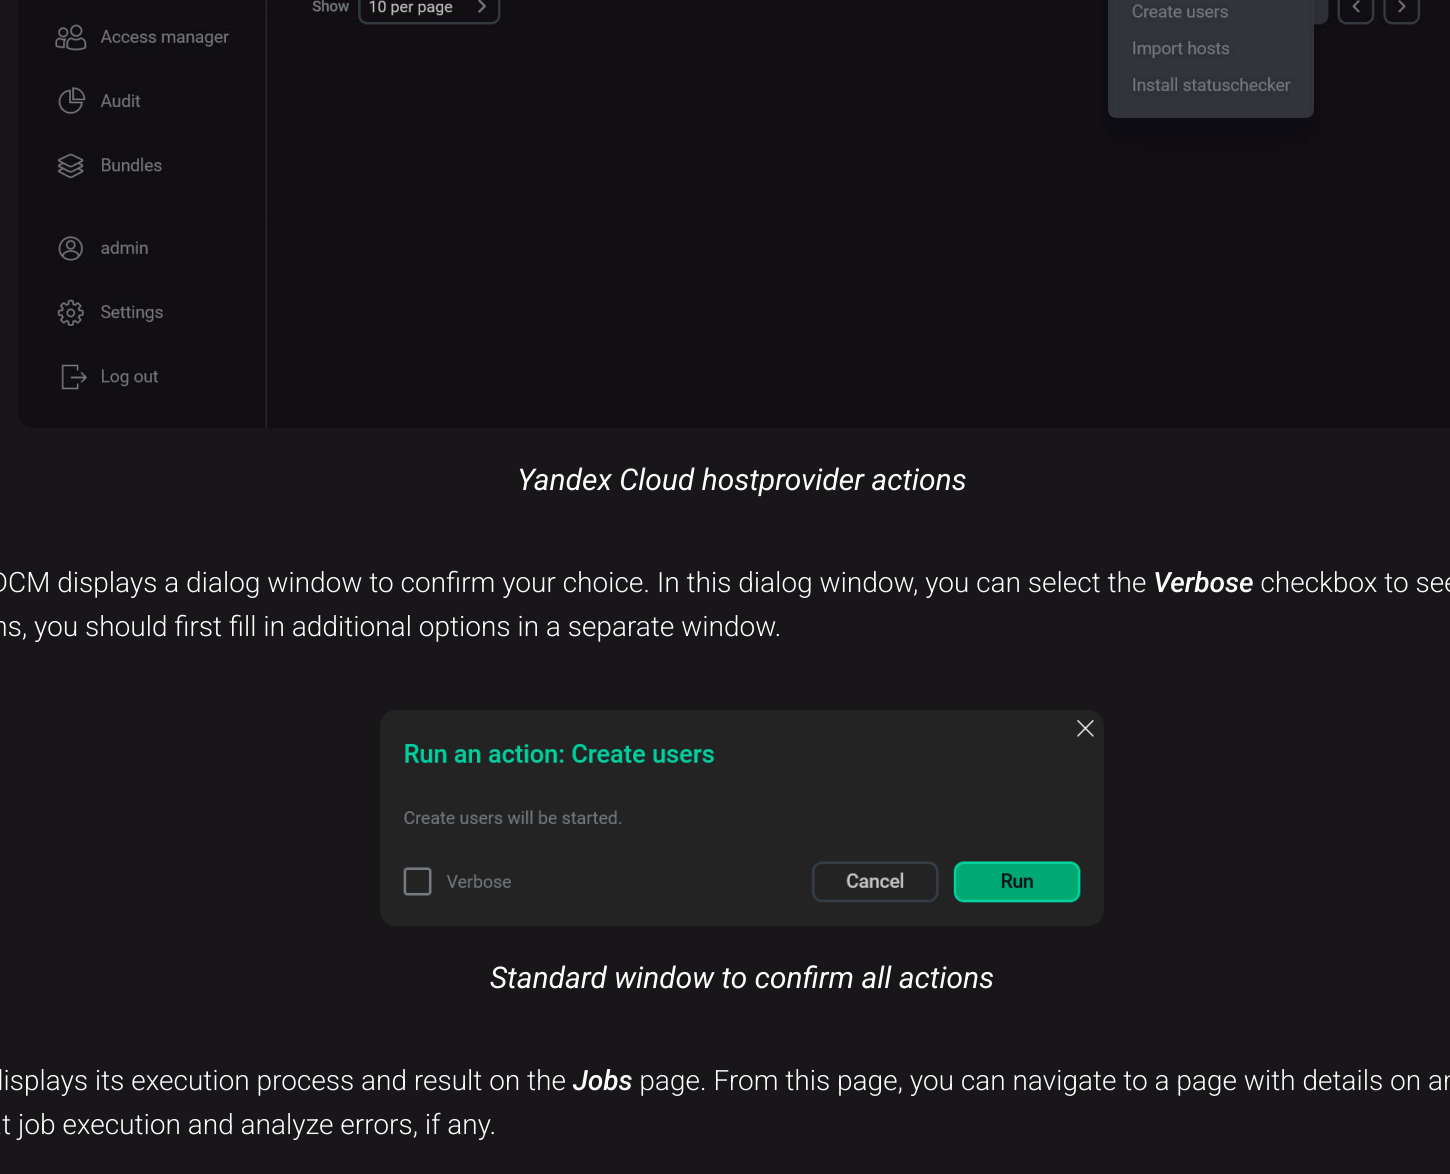 Show 10 per page
Create users
Access manager
Import hosts
Install statuschecker
Audit
Bundles
admin
Settings
Log out
Yandex Cloud hostprovider actions
DCM displays a dialog window to confirm your choice. In this dialog window, you can select the Verbose checkbox to see
ns, you should first fill in additional options in a separate window.
Run an action: Create users
Create users will be started.
Verbose Cancel Run
Standard window to confirm all actions
displays its execution process and result on the Jobs page. From this page, you can navigate to a page with details on
t job execution and analyze errors, if any.